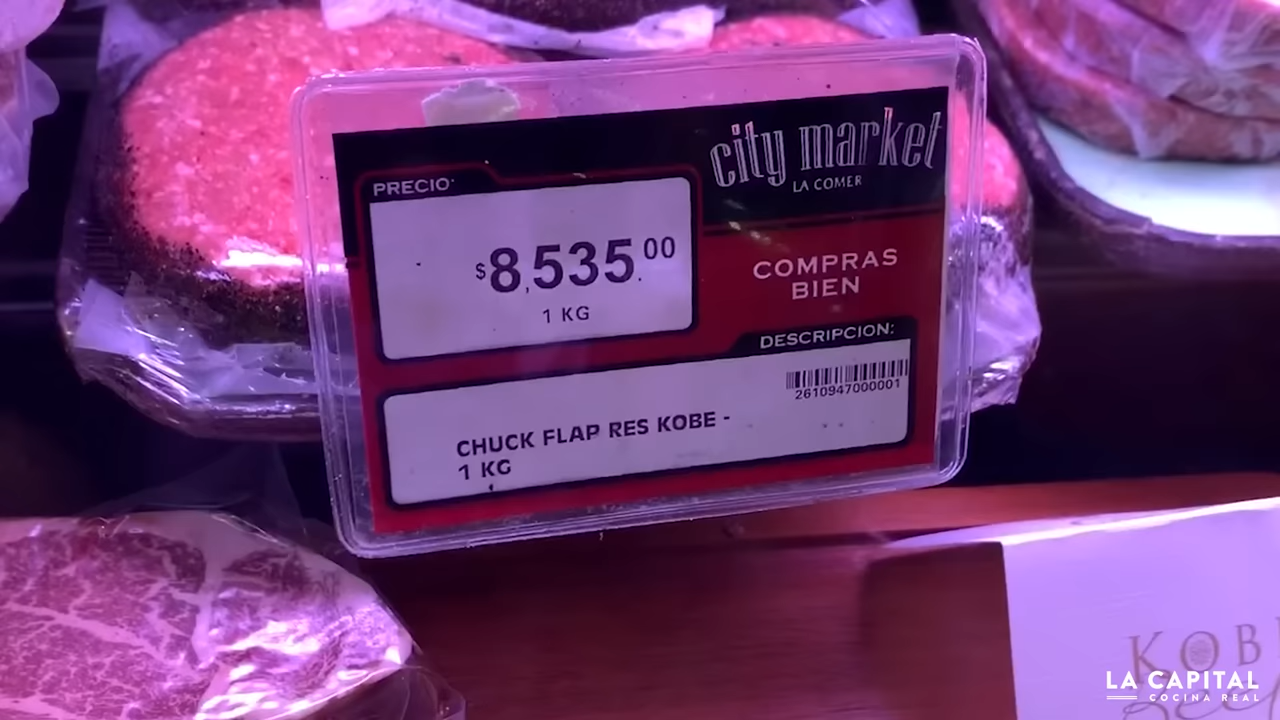 city market
LA COMER
PRECIO
$8,535.00
1 KG
COMPRAS
BIEN
DESCRIPCION:
2610947000001
CHUCK FLAP RES KOBE -
1 KG
KOB
LA CAPITAL
COCINA REAL